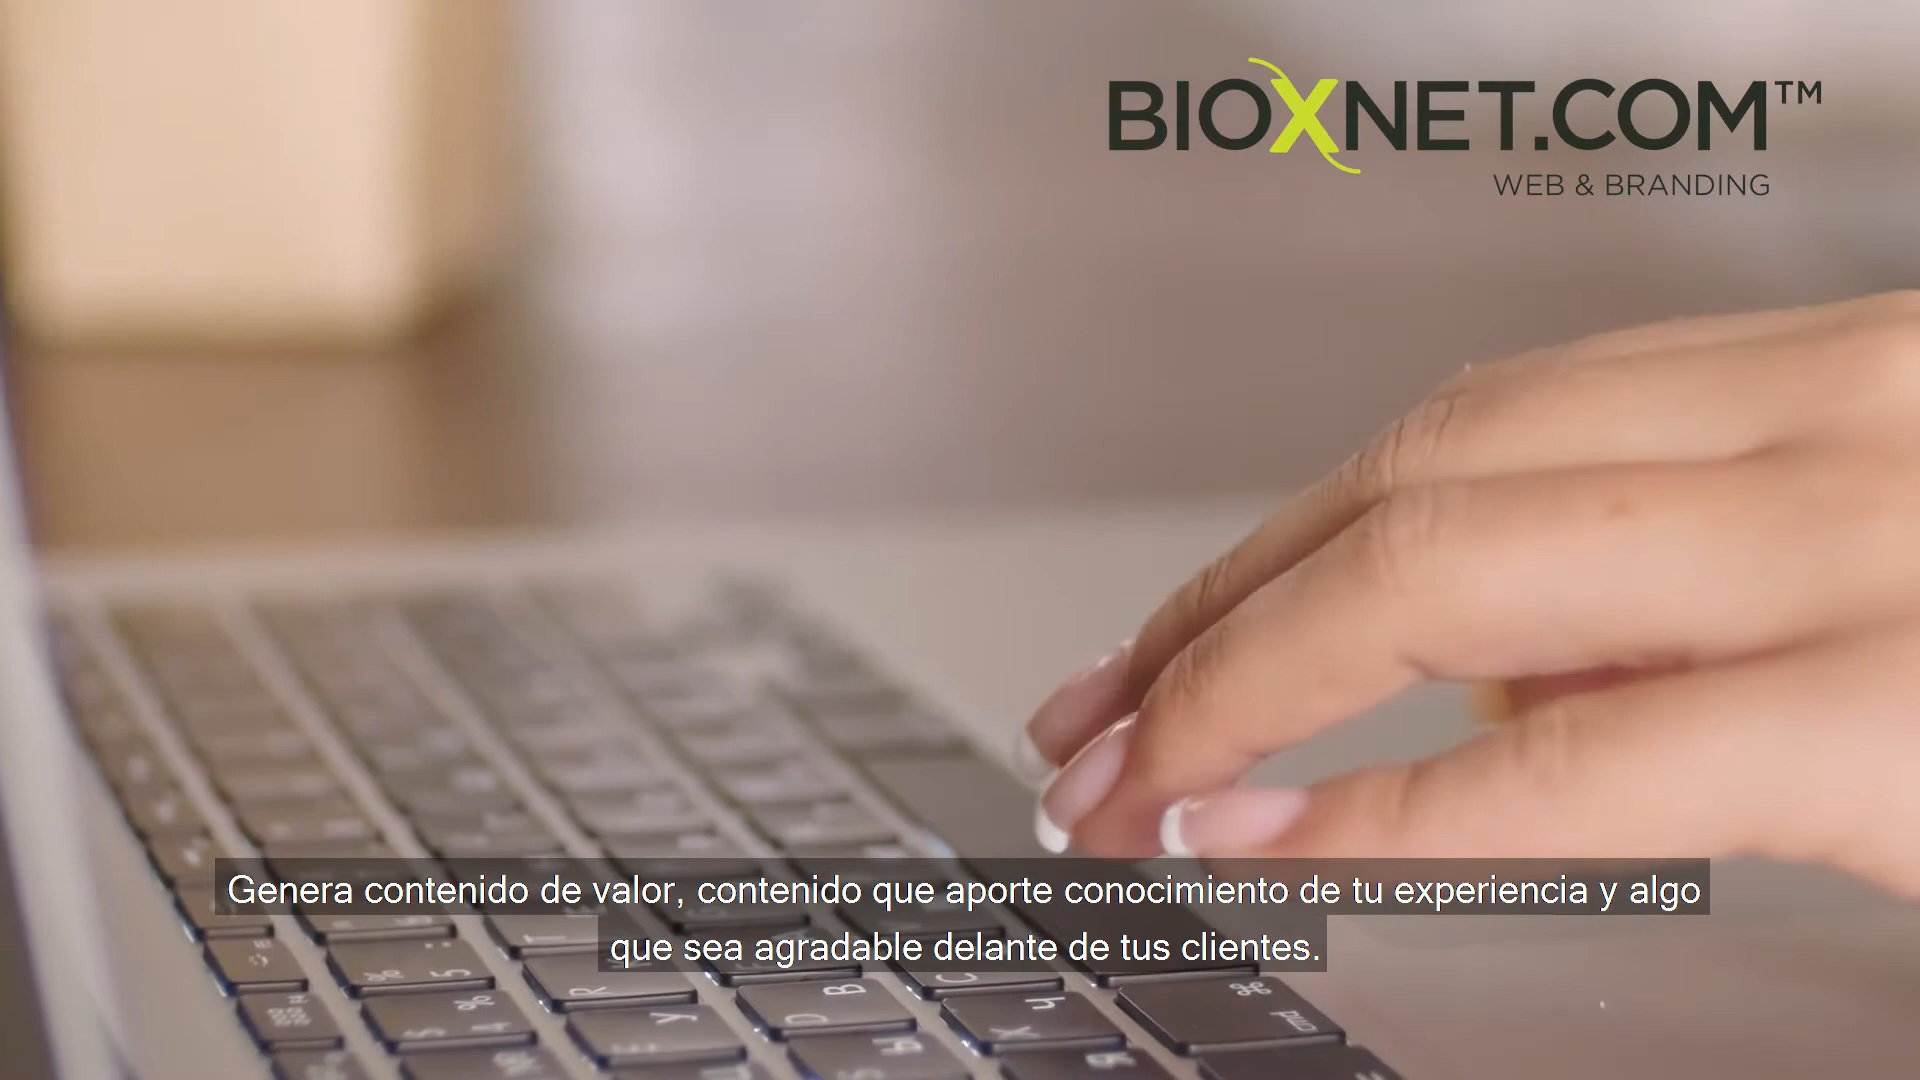 BIOXNET.COM™
WEB & BRANDING
Genera contenido de valor, contenido que aporte conocimiento de tu experiencia y algo
que sea agradable delante de tus clientes.
cmd